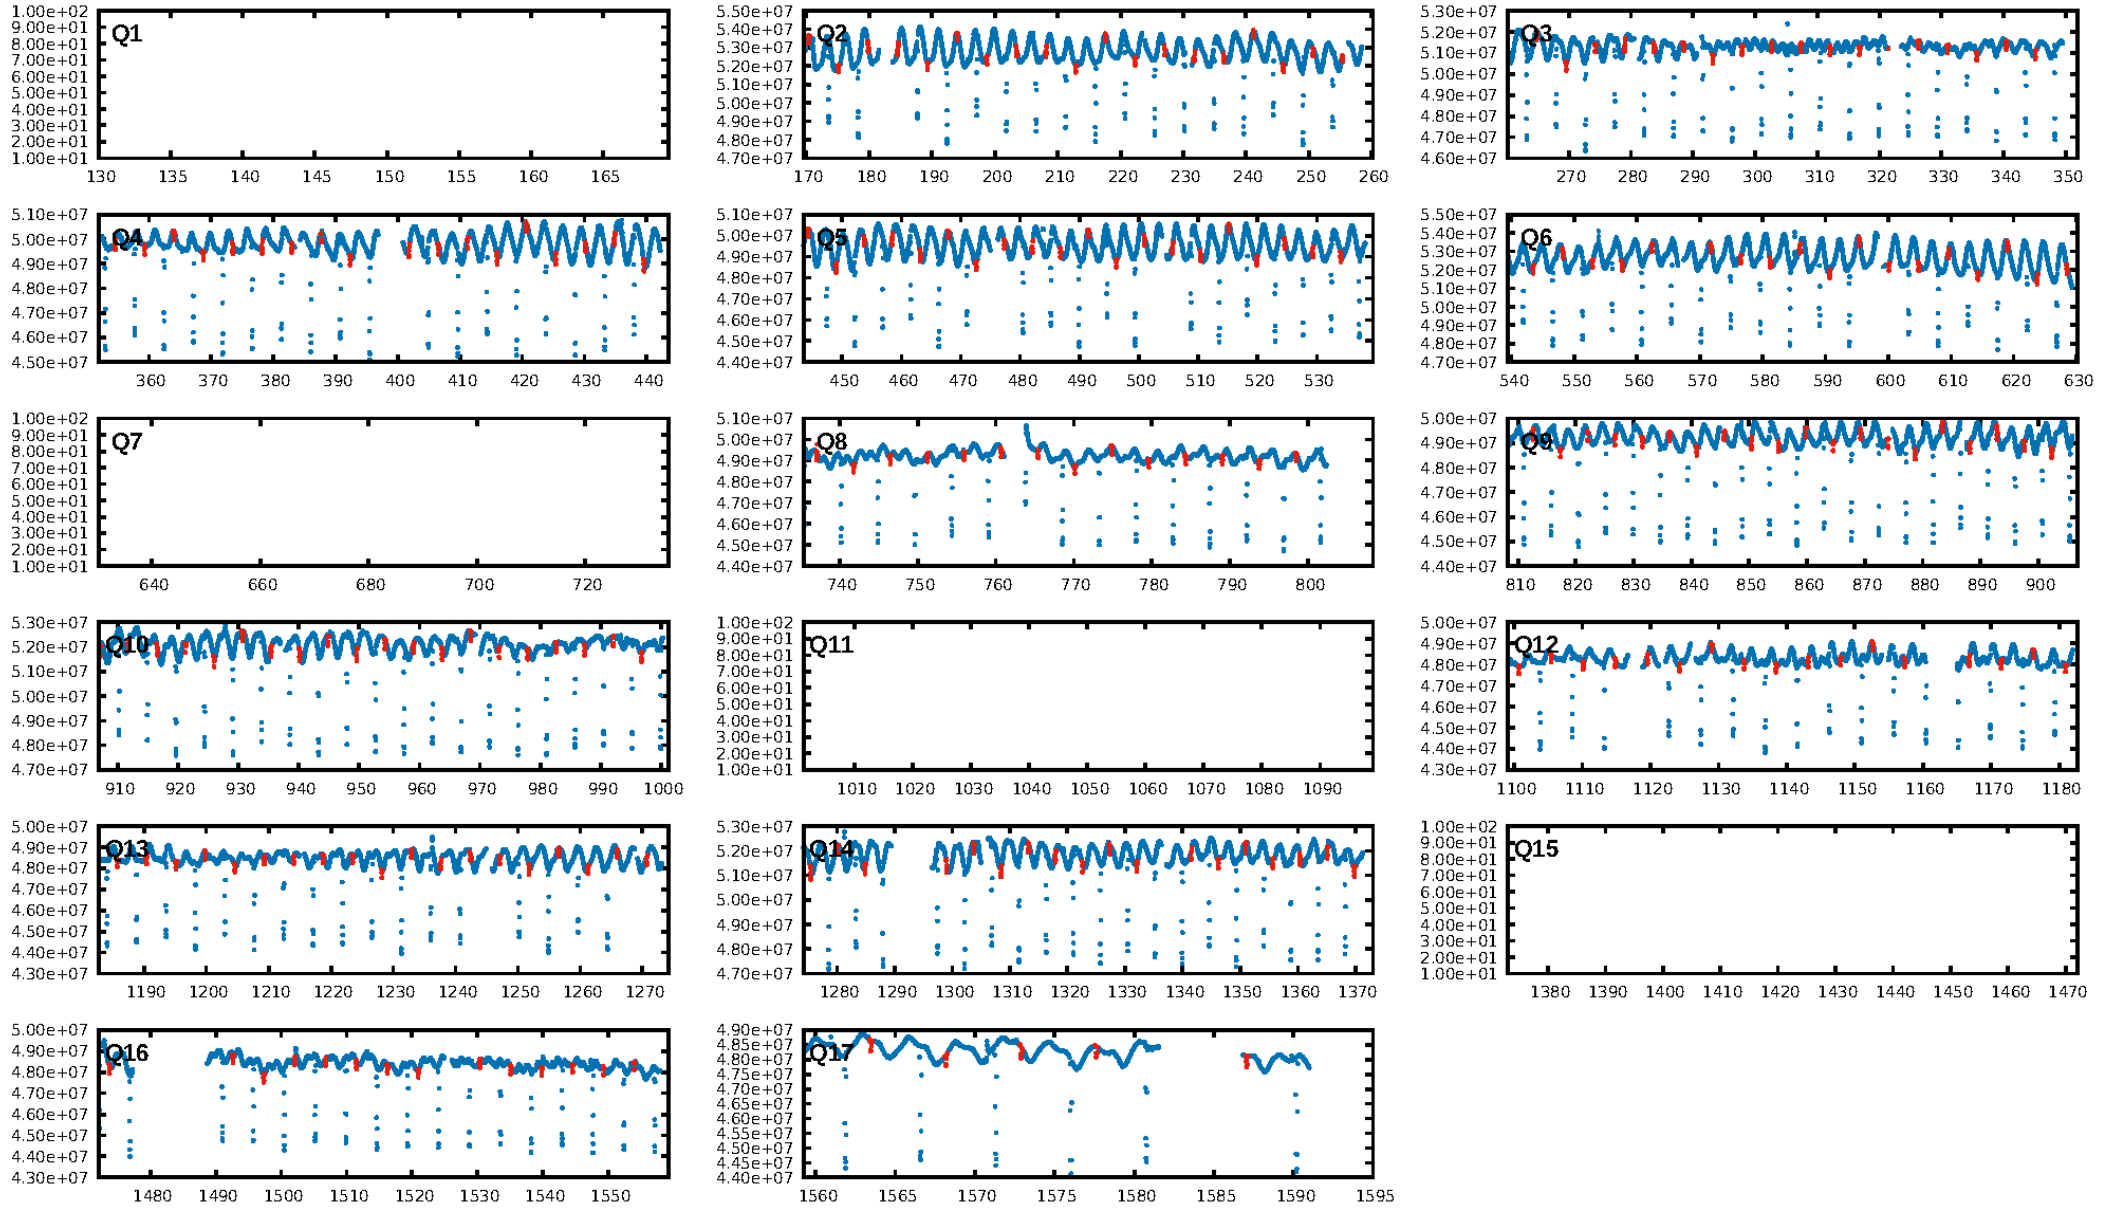 1.00e+02
9.00e+01
8.00e+01
7.00e+01
6.00e+01
5.00e+01
4.00e+01
3.00e+01
2.00e+01
1.00e+01
Q1
130 135 140 145 150 155 160 165
5.50e+07
5.40e+07
5.30e+07
5.20e+07
5.10e+07
5.00e+07
4.90e+07
4.80e+07
4.70e+07
Q2
170 180 190 200 210 220 230 240 250 260
5.30e+07
5.20e+07
5.10e+07
5.00e+07
4.90e+07
4.80e+07
4.70e+07
4.60e+07
Q3
270 280 290 300 310 320 330 340 350
5.10e+07
5.00e+07
4.90e+07
4.80e+07
4.70e+07
4.60e+07
4.50e+07
Q4
360 370 380 390 400 410 420 430 440
5.10e+07
5.00e+07
4.90e+07
4.80e+07
4.70e+07
4.60e+07
4.50e+07
4.40e+07
Q5
450 460 470 480 490 500 510 520 530
5.50e+07
5.40e+07
5.30e+07
5.20e+07
5.10e+07
5.00e+07
4.90e+07
4.80e+07
4.70e+07
Q6
540 550 560 570 580 590 600 610 620 630
1.00e+02
9.00e+01
8.00e+01
7.00e+01
6.00e+01
5.00e+01
4.00e+01
3.00e+01
2.00e+01
1.00e+01
Q7
640 660 680 700 720
5.10e+07
5.00e+07
4.90e+07
4.80e+07
4.70e+07
4.60e+07
4.50e+07
4.40e+07
Q8
740 750 760 770 780 790 800
5.00e+07
4.90e+07
4.80e+07
4.70e+07
4.60e+07
4.50e+07
4.40e+07
Q9
810 820 830 840 850 860 870 880 890 900
5.30e+07
5.20e+07
5.10e+07
5.00e+07
4.90e+07
4.80e+07
4.70e+07
Q10
910 920 930 940 950 960 970 980 990 1000
1.00e+02
9.00e+01
8.00e+01
7.00e+01
6.00e+01
5.00e+01
4.00e+01
3.00e+01
2.00e+01
1.00e+01
Q11
1010 1020 1030 1040 1050 1060 1070 1080 1090
5.00e+07
4.90e+07
4.80e+07
4.70e+07
4.60e+07
4.50e+07
4.40e+07
4.30e+07
Q12
1100 1110 1120 1130 1140 1150 1160 1170 1180
5.00e+07
4.90e+07
4.80e+07
4.70e+07
4.60e+07
4.50e+07
4.40e+07
4.30e+07
Q13
1190 1200 1210 1220 1230 1240 1250 1260 1270
5.30e+07
5.20e+07
5.10e+07
5.00e+07
4.90e+07
4.80e+07
4.70e+07
Q14
1280 1290 1300 1310 1320 1330 1340 1350 1360 1370
1.00e+02
9.00e+01
8.00e+01
7.00e+01
6.00e+01
5.00e+01
4.00e+01
3.00e+01
2.00e+01
1.00e+01
Q15
1380 1390 1400 1410 1420 1430 1440 1450 1460 1470
5.00e+07
4.90e+07
4.80e+07
4.70e+07
4.60e+07
4.50e+07
4.40e+07
4.30e+07
Q16
1480 1490 1500 1510 1520 1530 1540 1550
4.90e+07
4.85e+07
4.80e+07
4.75e+07
4.70e+07
4.65e+07
4.60e+07
4.55e+07
4.50e+07
4.45e+07
4.40e+07
Q17
1560 1565 1570 1575 1580 1585 1590 1595